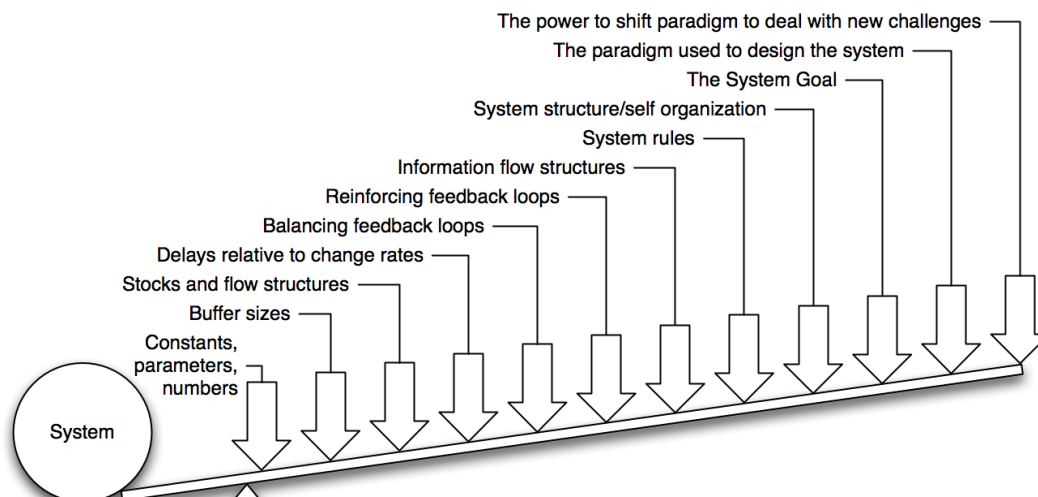 The power to shift paradigm to deal with new challenges
The paradigm used to design the system
The System Goal
System structure/self organization
System rules
Information flow structures
Reinforcing feedback loops
Balancing feedback loops
Delays relative to change rates
Stocks and flow structures
Buffer sizes
Constants,
parameters,
numbers
System